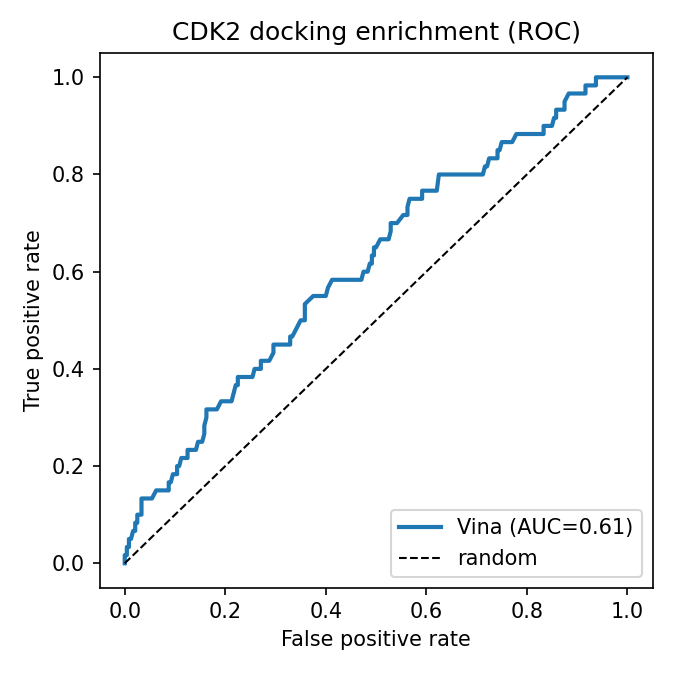 CDK2 docking enrichment (ROC)
True positive rate
1.0
0.8
0.6
0.4
0.2
0.0
Vina (AUC=0.61)
random
0.0 0.2 0.4 0.6 0.8 1.0
False positive rate